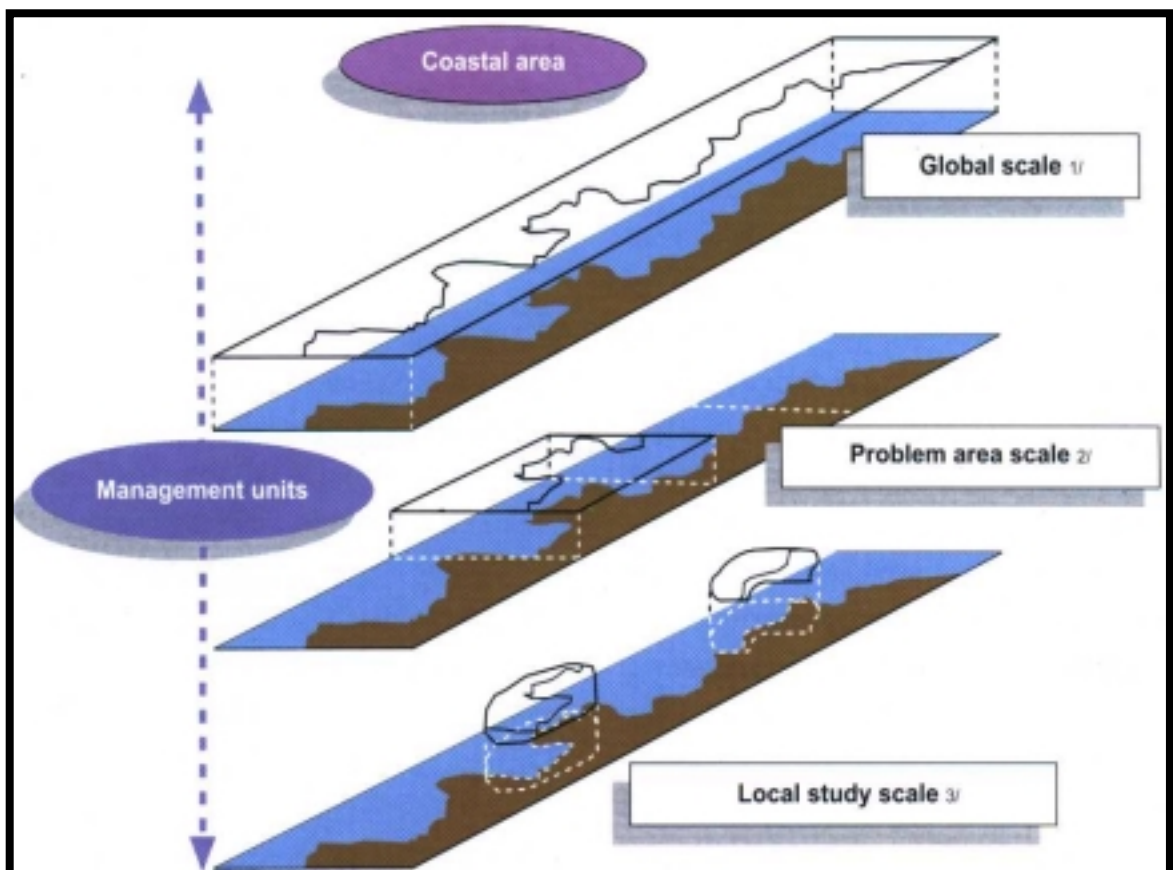 Coastal area
Global scale 1/
Problem area scale 2/
Management units
Local study scale 3/